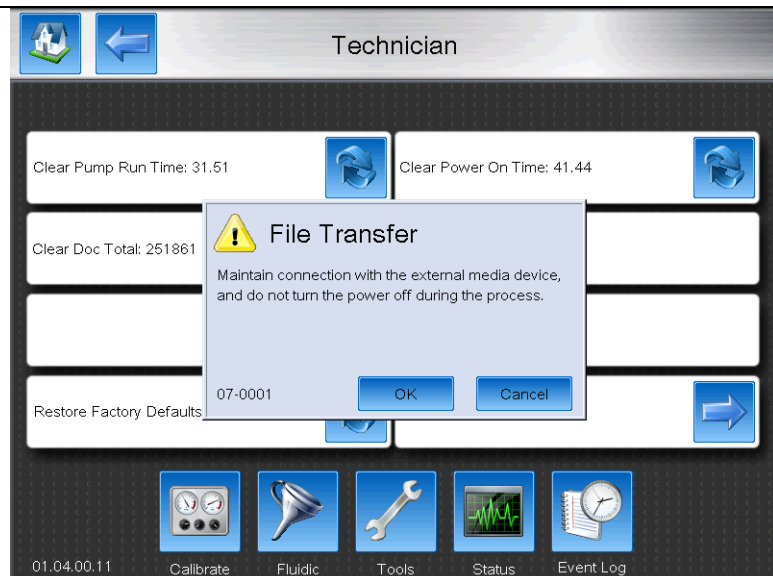 Technician
Clear Pump Run Time: 31.51
Clear Power On Time: 41.44
Clear Doc Total: 251861
File Transfer
Maintain connection with the external media device,
and do not turn the power off during the process.
07-0001
OK
Cancel
Restore Factory Defaults
01.04.00.11
Calibrate
Fluidic
Tools
Status
Event Log